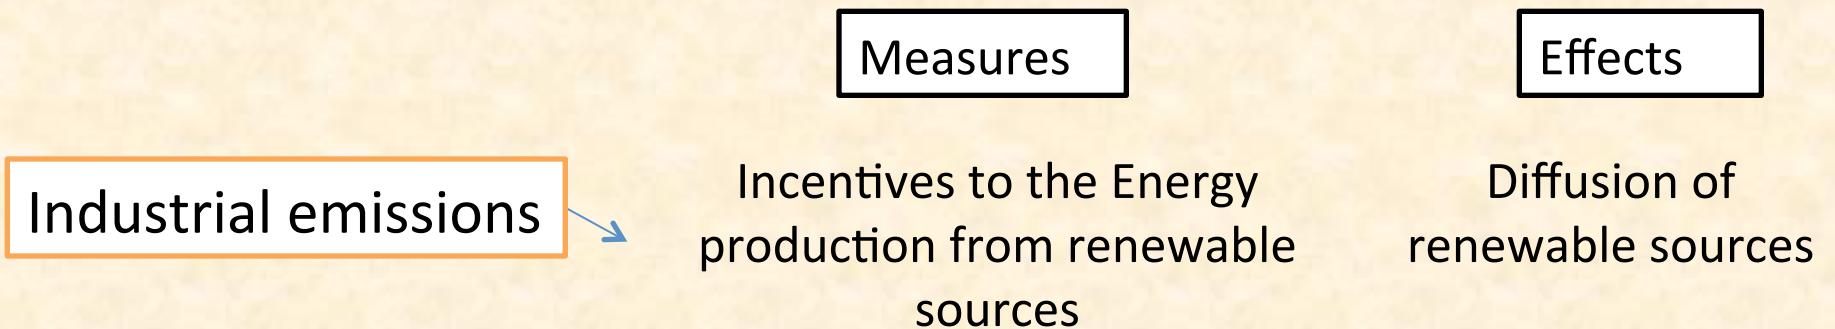 Measures
Effects
Industrial emissions
Incentives to the Energy
production from renewable
sources
Diffusion of
renewable sources